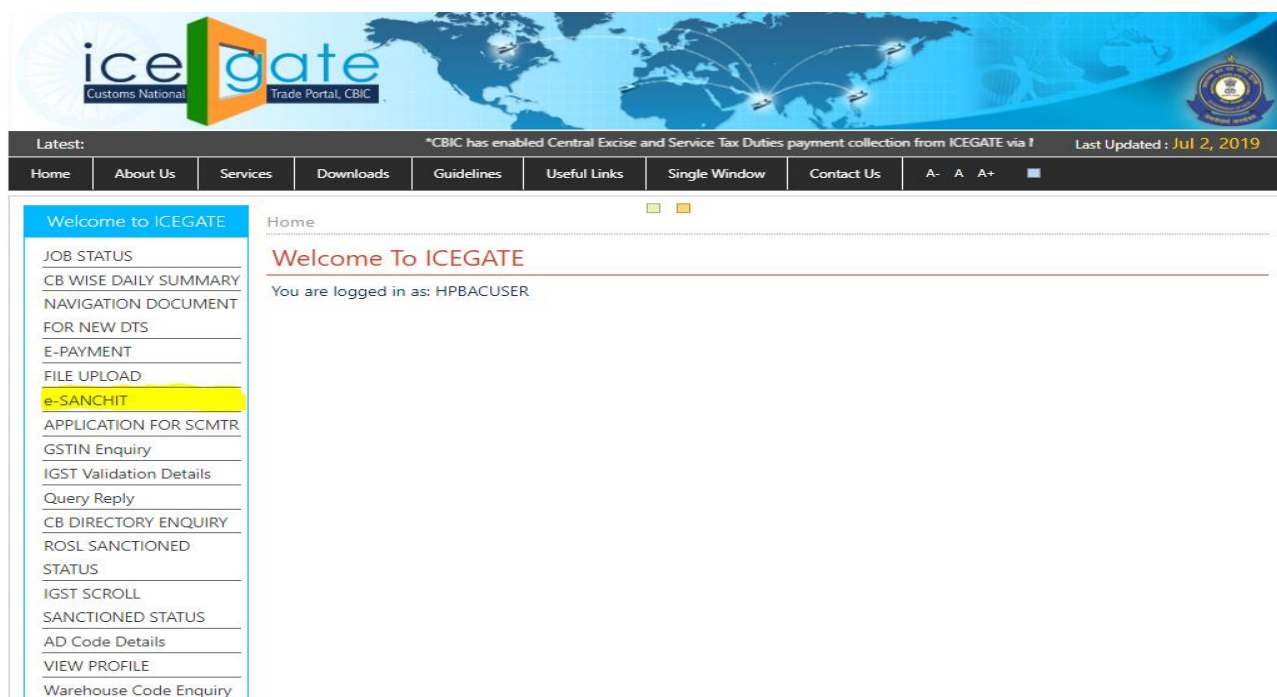 ice gate
Customs National Trade Portal, CBIC
Latest: *CBIC has enabled Central Excise and Service Tax Duties payment collection from ICEGATE via Last Updated : Jul 2, 2019
Home About Us Services Downloads Guidelines Useful Links Single Window Contact Us A- A A+
Welcome to ICEGATE
JOB STATUS
CB WISE DAILY SUMMARY
NAVIGATION DOCUMENT
FOR NEW DTS
E-PAYMENT
FILE UPLOAD
e-SANCHIT
APPLICATION FOR SCMTR
GSTIN Enquiry
IGST Validation Details
Query Reply
CB DIRECTORY ENQUIRY
ROSL SANCTIONED
STATUS
IGST SCROLL
SANCTIONED STATUS
AD Code Details
VIEW PROFILE
Warehouse Code Enquiry
Home
Welcome To ICEGATE
You are logged in as: HPBACUSER